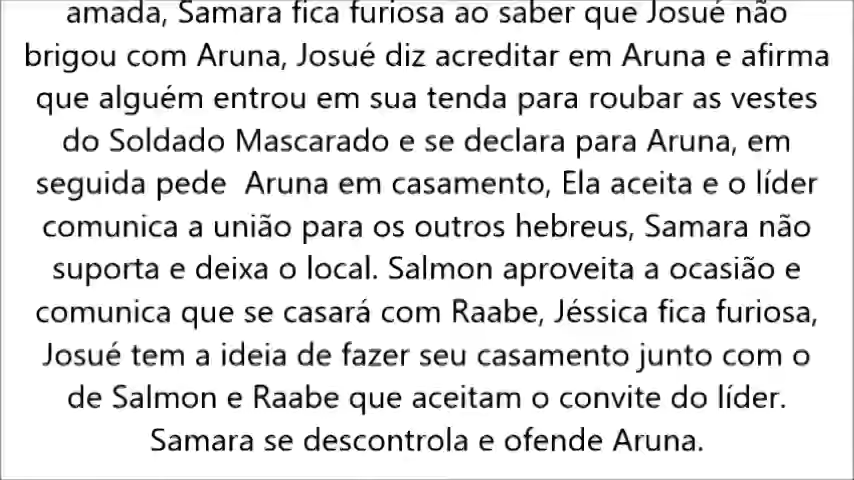 amada, Samara fica furiosa ao saber que Josué não
brigou com Aruna, Josué diz acreditar em Aruna e afirma
que alguém entrou em sua tenda para roubar as vestes
do Soldado Mascarado e se declara para Aruna, em
seguida pede  Aruna em casamento, Ela aceita e o líder
comunica a união para os outros hebreus, Samara não
suporta e deixa o local. Salmon aproveita a ocasião e
comunica que se casará com Raabe, Jéssica fica furiosa,
Josué tem a ideia de fazer seu casamento junto com o
de Salmon e Raabe que aceitam o convite do líder.
Samara se descontrola e ofende Aruna.